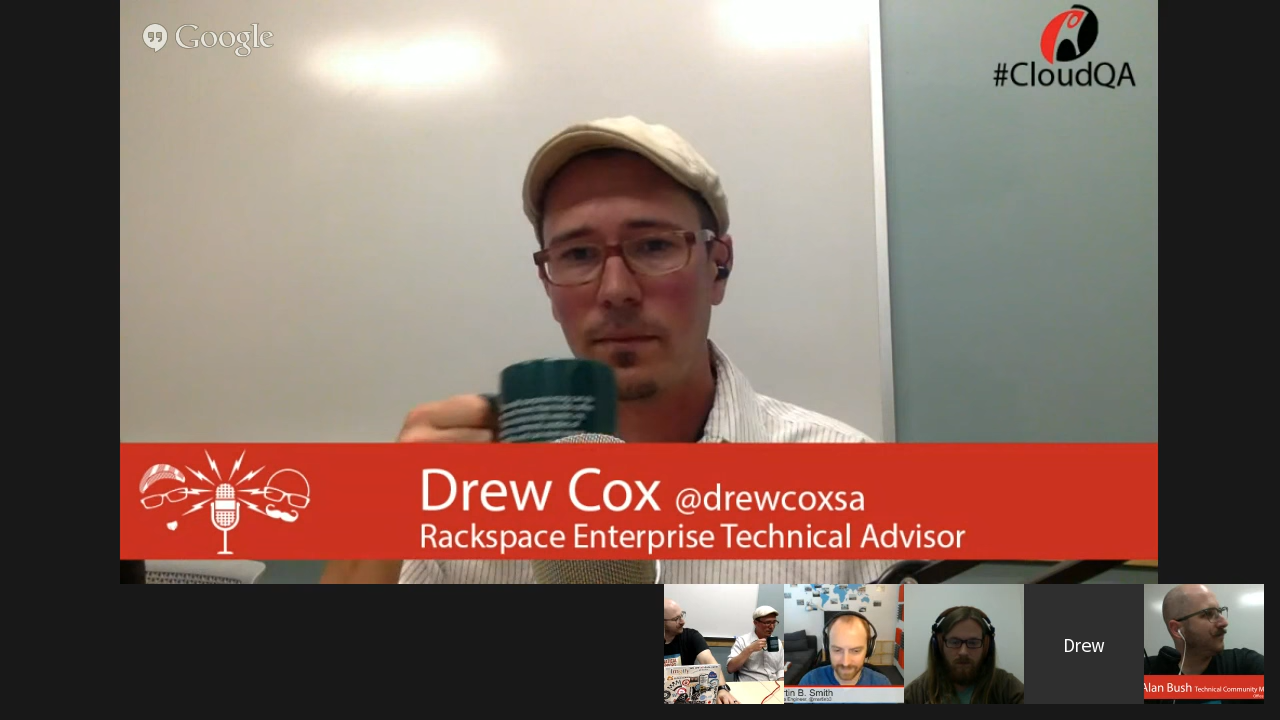 Google
#CloudQA
Drew Cox @drewcoxsa
Rackspace Enterprise Technical Advisor
Drew
tin B. Smith
Alan Bush Technical Community M